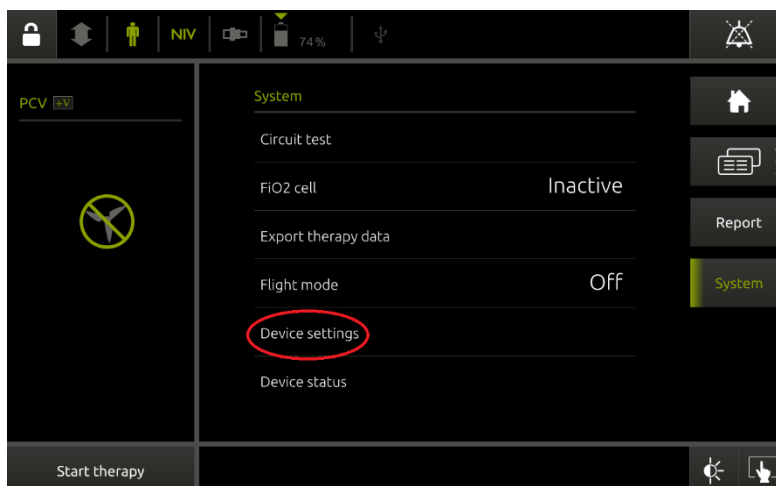 NIV
74%
PCV +V
System
Circuit test
FiO2 cell Inactive
Export therapy data
Flight mode Off
Device settings
Device status
Report
System
Start therapy